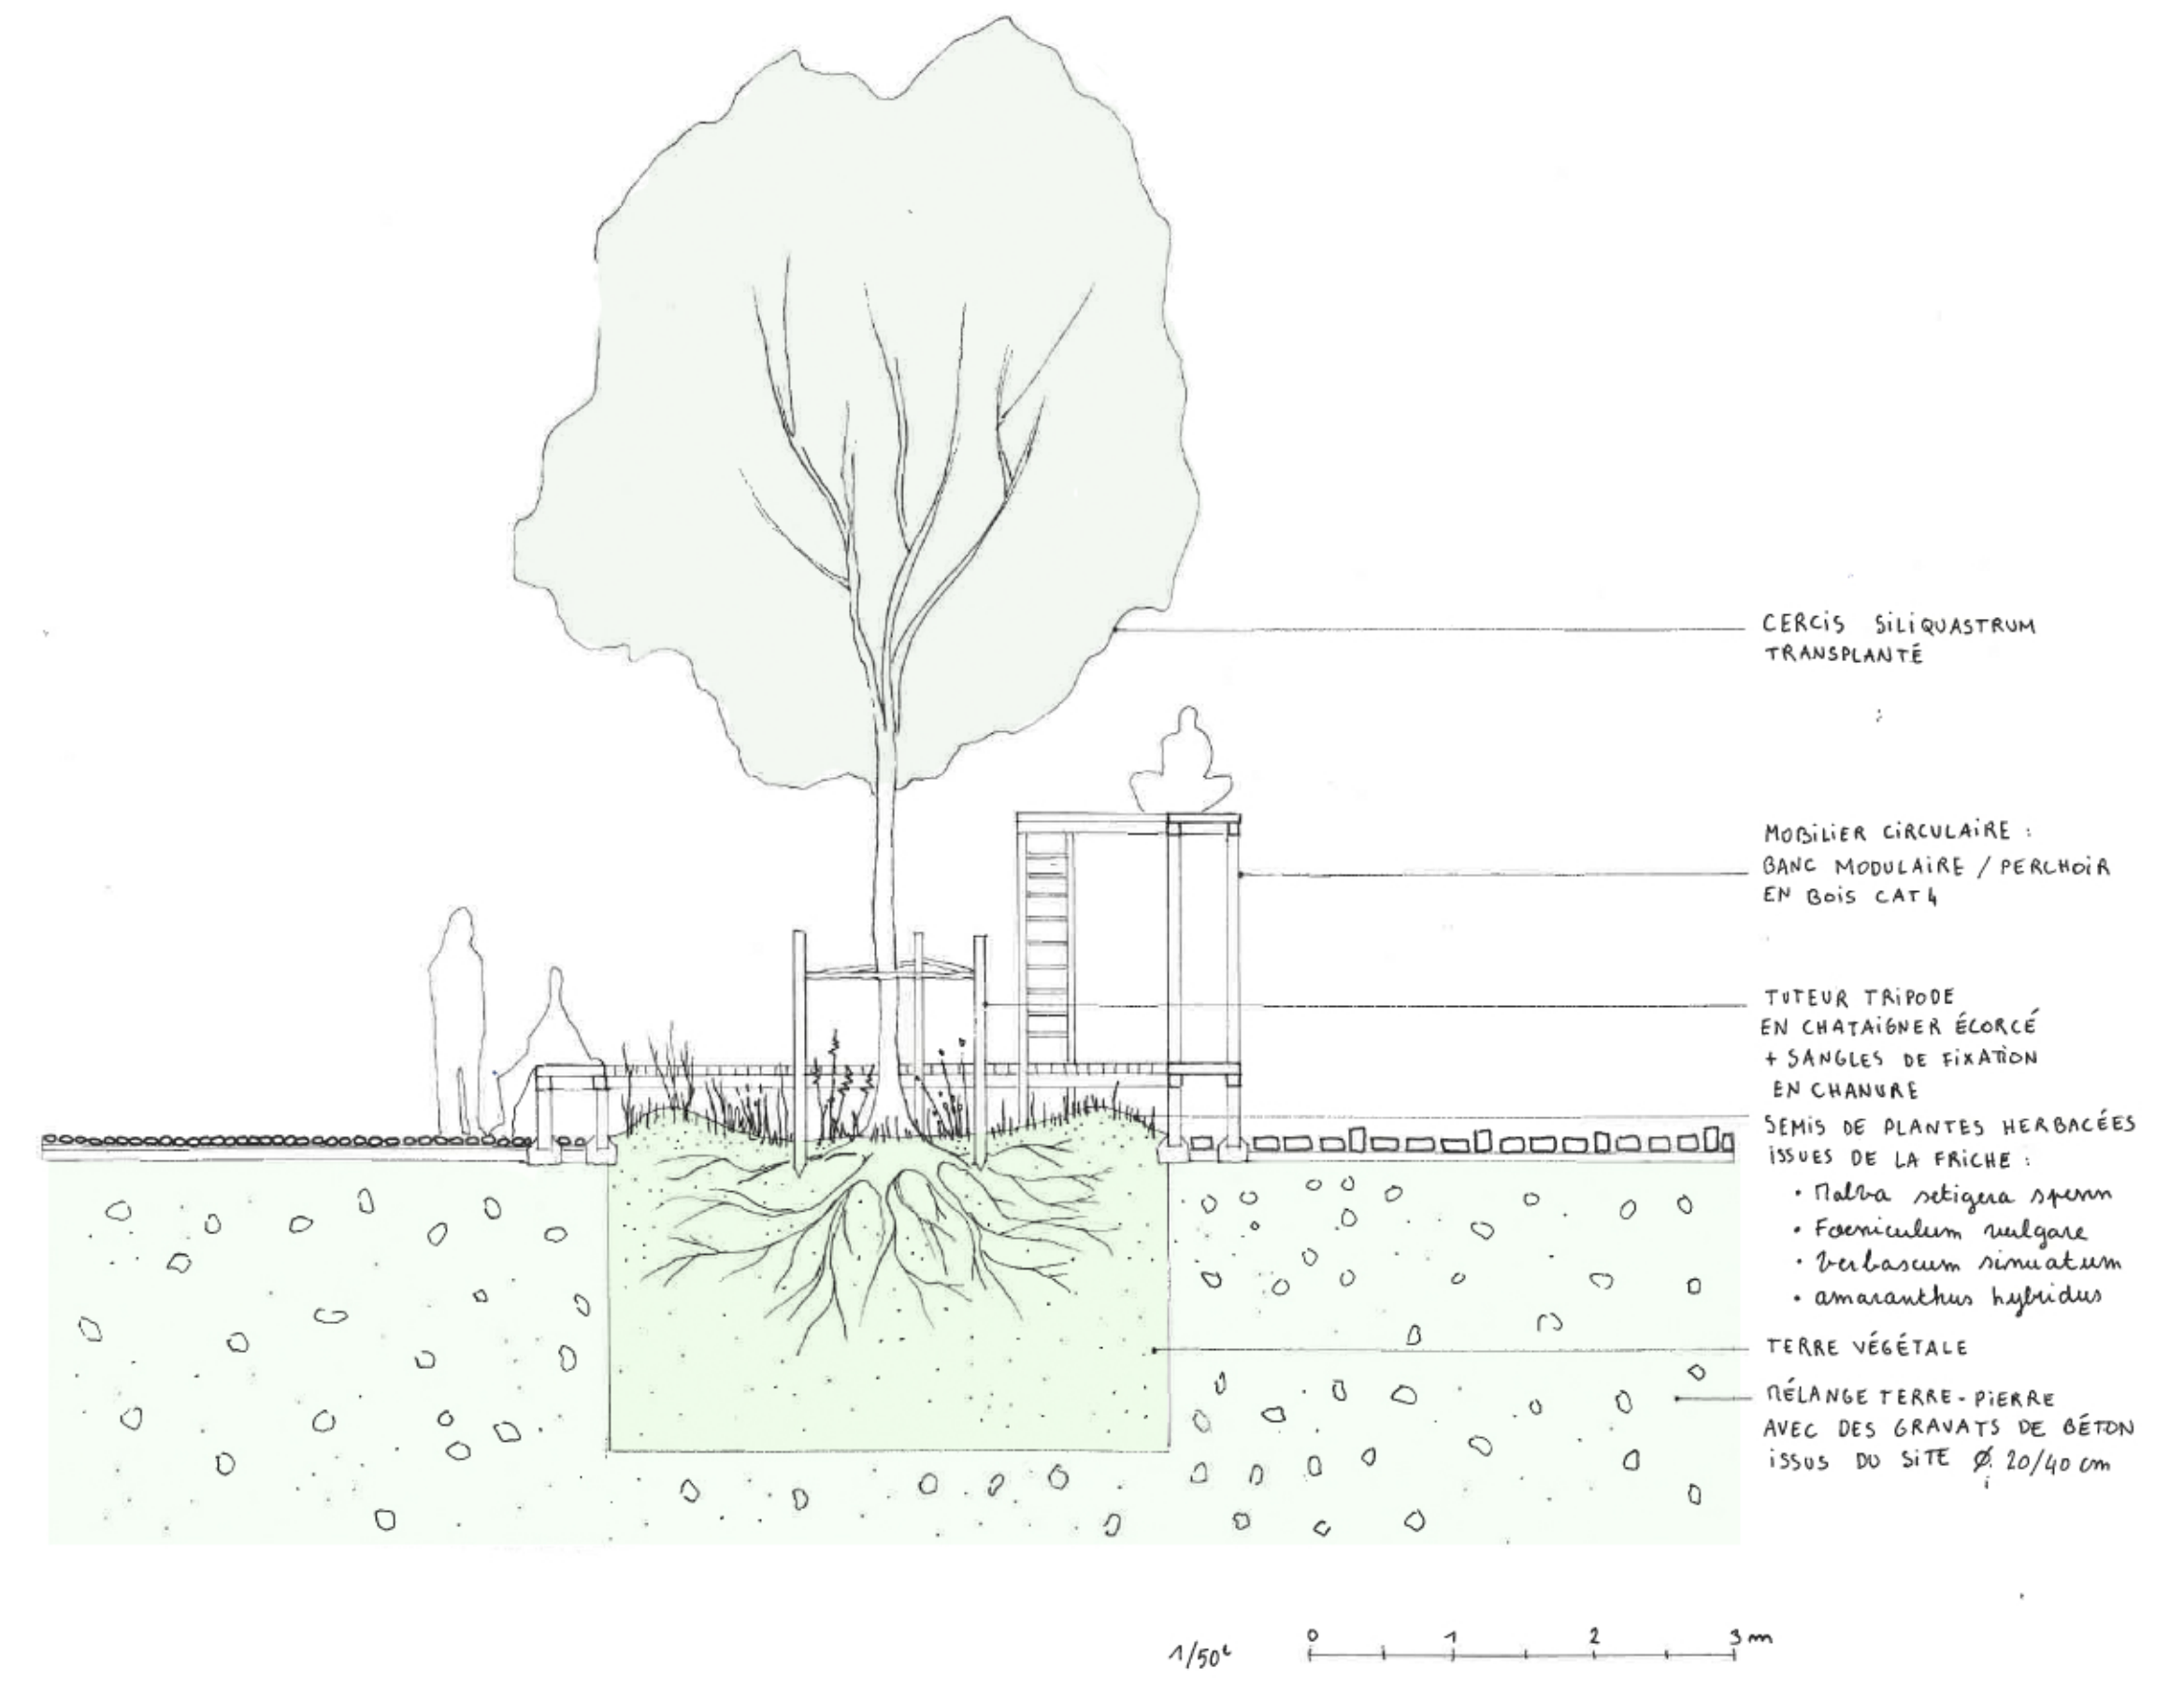 CERCIS SILIQUASTRUM
TRANSPLANTÉ
MOBILIER CIRCULAIRE :
BANC MODULAIRE / PERCHOIR
EN BOIS CAT4
TUTEUR TRIPODE
EN CHATAIGNER ÉCORCÉ
+ SANGLES DE FIXATION
EN CHANURE
SEMIS DE PLANTES HERBACÉES
ISSUES DE LA FRICHE :
• Malva setigera spenn
• Foeniculum vulgare
• Verbascum sinuatum
• amaranthus hybridus
TERRE VÉGÉTALE
MÉLANGE TERRE-PIERRE
AVEC DES GRAVATS DE BÉTON
ISSUS DU SITE Ø 20/40 cm
1/50e 0 1 2 3m